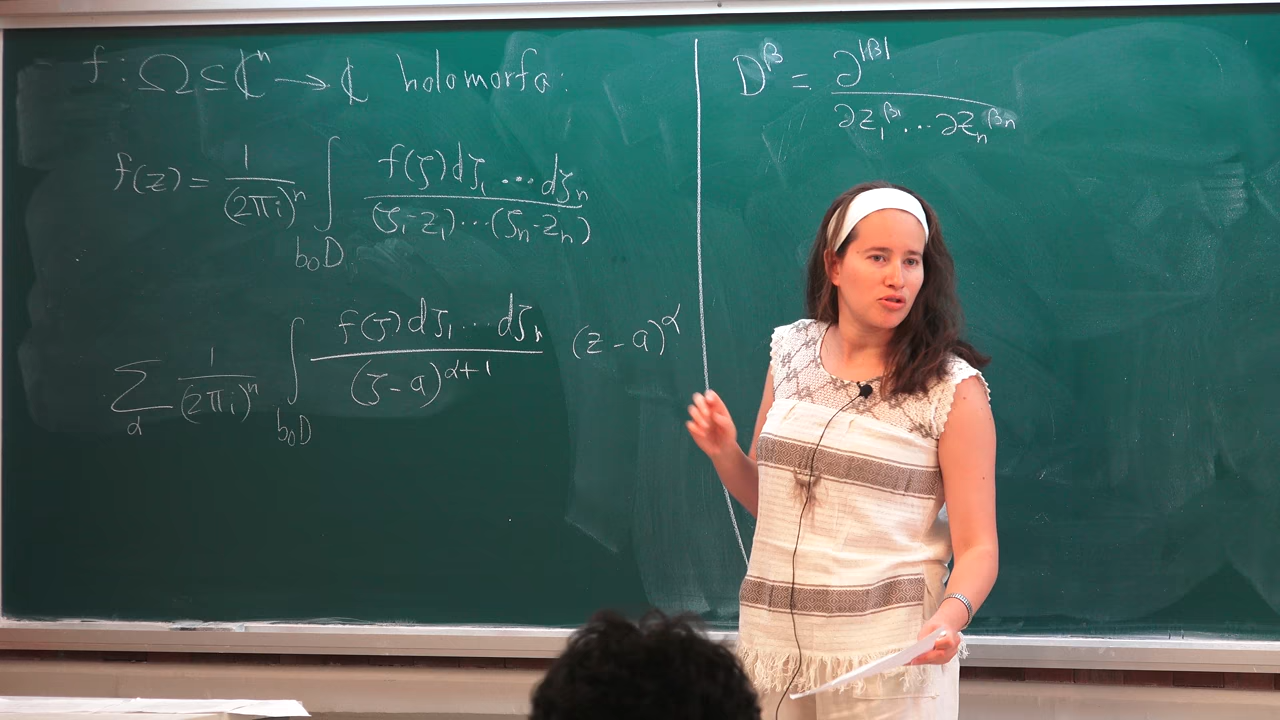 f : Ω ⊆ ℂⁿ → ℂ holomorfa:
f(z) = 1/(2πi)ⁿ ∫_{b₀D} f(ζ)dζ₁ ⋯ dζₙ / (ζ₁-z₁)⋯(ζₙ-zₙ)
∑_α 1/(2πi)ⁿ ∫_{b₀D} f(ζ)dζ₁⋯dζₙ / (ζ-a)^{α+1} (z-a)^α
D^β = ∂^{|β|} / ∂z₁^{β₁}⋯∂zₙ^{βₙ}